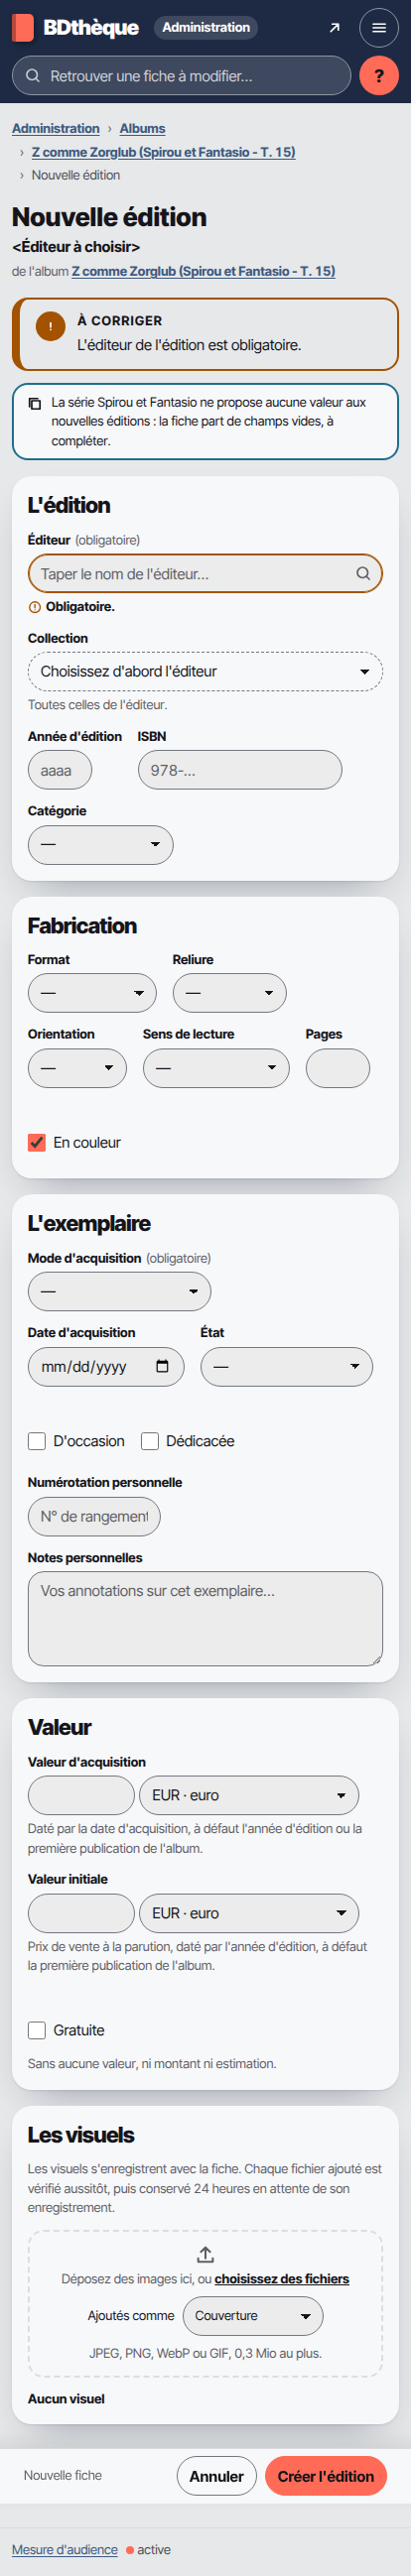 BDthèque Administration
Retrouver une fiche à modifier... ?
Administration › Albums
› Z comme Zorglub (Spirou et Fantasio - T. 15)
› Nouvelle édition
Nouvelle édition
<Éditeur à choisir>
de l'album Z comme Zorglub (Spirou et Fantasio - T. 15)
! À CORRIGER
L'éditeur de l'édition est obligatoire.
La série Spirou et Fantasio ne propose aucune valeur aux
nouvelles éditions : la fiche part de champs vides, à
compléter.
L'édition
Éditeur (obligatoire)
Taper le nom de l'éditeur...
Obligatoire.
Collection
Choisissez d'abord l'éditeur
Toutes celles de l'éditeur.
Année d'édition ISBN
aaaa 978-...
Catégorie
—
Fabrication
Format Reliure
— —
Orientation Sens de lecture Pages
— —
En couleur
L'exemplaire
Mode d'acquisition (obligatoire)
—
Date d'acquisition État
mm/dd/yyyy —
D'occasion Dédicacée
Numérotation personnelle
N° de rangement
Notes personnelles
Vos annotations sur cet exemplaire...
Valeur
Valeur d'acquisition
EUR · euro
Daté par la date d'acquisition, à défaut l'année d'édition ou la
première publication de l'album.
Valeur initiale
EUR · euro
Prix de vente à la parution, daté par l'année d'édition, à défaut
la première publication de l'album.
Gratuite
Sans aucune valeur, ni montant ni estimation.
Les visuels
Les visuels s'enregistrent avec la fiche. Chaque fichier ajouté est
vérifié aussitôt, puis conservé 24 heures en attente de son
enregistrement.
Déposez des images ici, ou choisissez des fichiers
Ajoutés comme Couverture
JPEG, PNG, WebP ou GIF, 0,3 Mio au plus.
Aucun visuel
Nouvelle fiche Annuler Créer l'édition
Mesure d'audience active